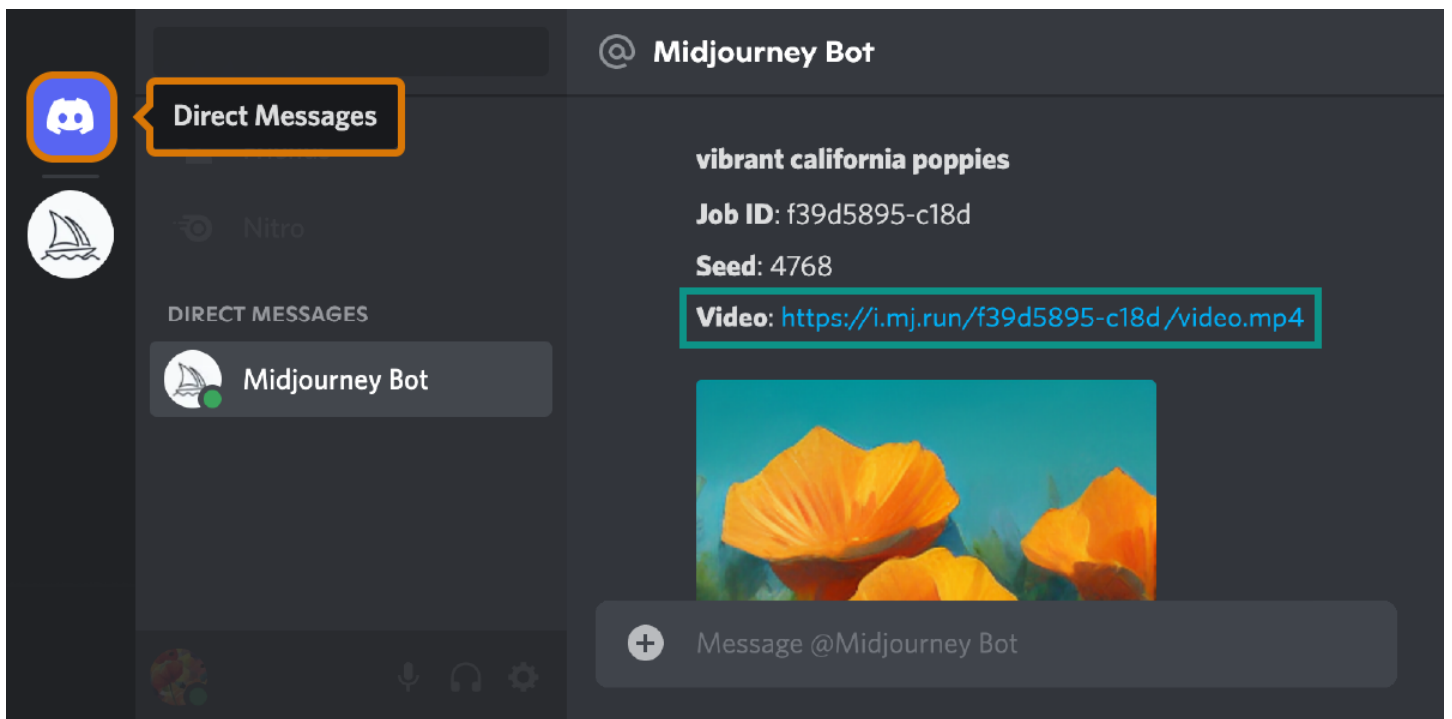 Direct Messages
Nitro
DIRECT MESSAGES
Midjourney Bot
@ Midjourney Bot
vibrant california poppies
Job ID: f39d5895-c18d
Seed: 4768
Video: https://i.mj.run/f39d5895-c18d/video.mp4
Message @Midjourney Bot